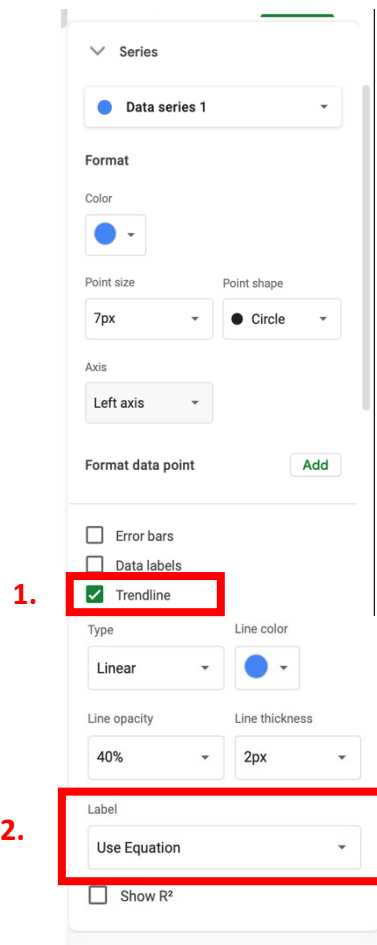 Series
Data series 1
Format
Color
Point size Point shape
7px Circle
Axis
Left axis
Format data point Add
Error bars
Data labels
1. Trendline
Type Line color
Linear
Line opacity Line thickness
40% 2px
Label
2. Use Equation
Show R²